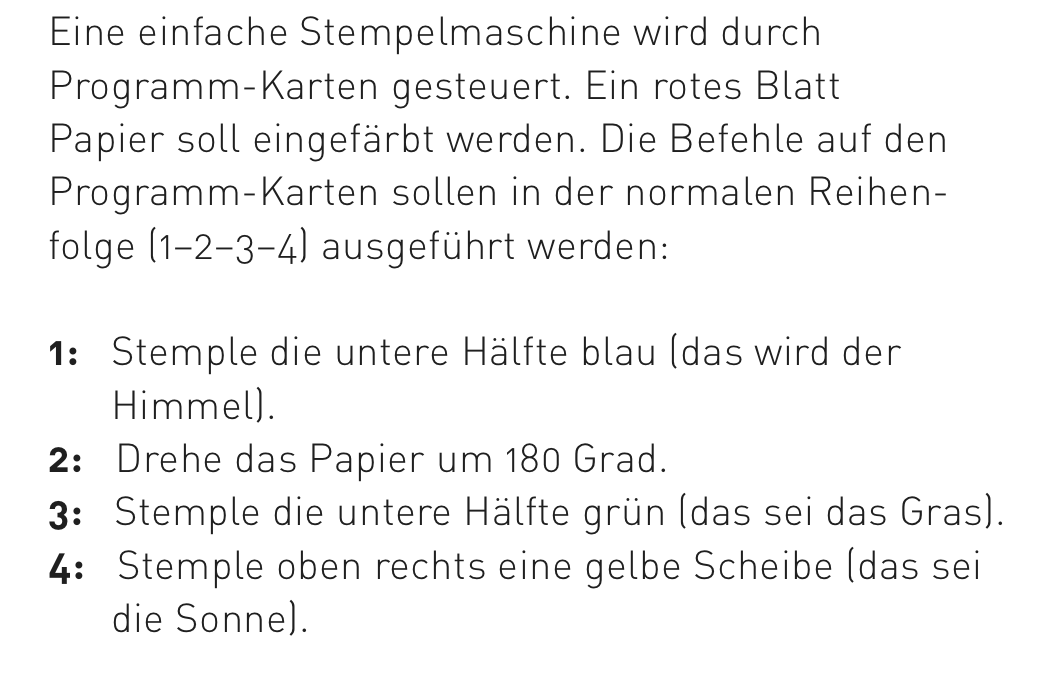 Eine einfache Stempelmaschine wird durch
Programm-Karten gesteuert. Ein rotes Blatt
Papier soll eingefärbt werden. Die Befehle auf den
Programm-Karten sollen in der normalen Reihen-
folge (1–2–3–4) ausgeführt werden:
1: Stemple die untere Hälfte blau (das wird der
Himmel).
2: Drehe das Papier um 180 Grad.
3: Stemple die untere Hälfte grün (das sei das Gras).
4: Stemple oben rechts eine gelbe Scheibe (das sei
die Sonne).